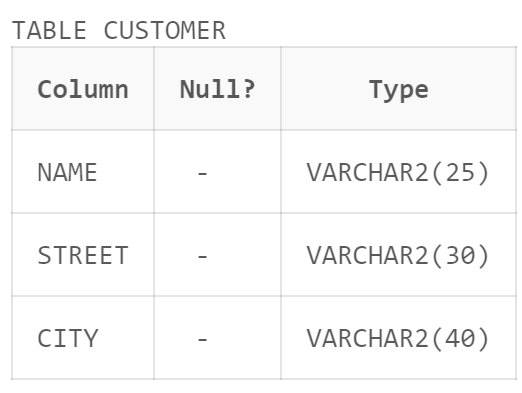 TABLE CUSTOMER
Column Null? Type
NAME - VARCHAR2(25)
STREET - VARCHAR2(30)
CITY - VARCHAR2(40)